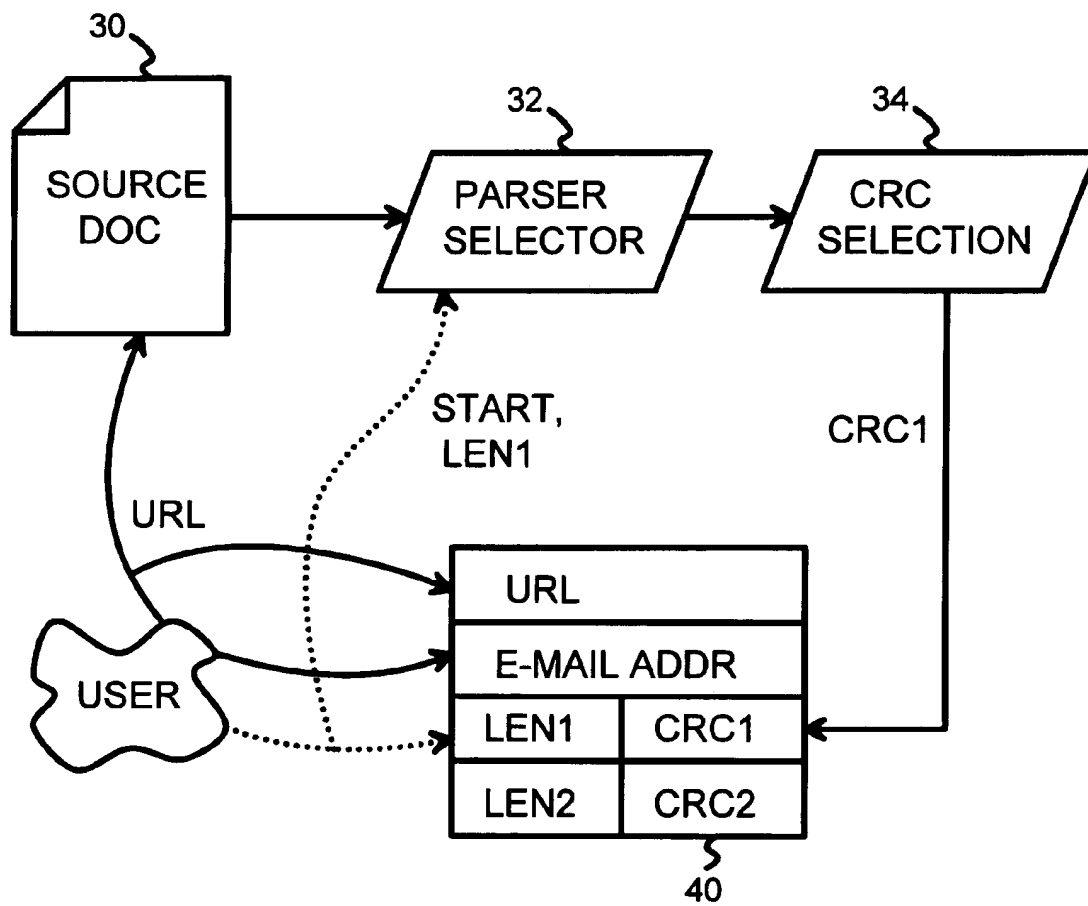 30
32
34
SOURCE
DOC
PARSER
SELECTOR
CRC
SELECTION
START,
LEN1
CRC1
URL
URL
E-MAIL ADDR
USER
LEN1 CRC1
LEN2 CRC2
40